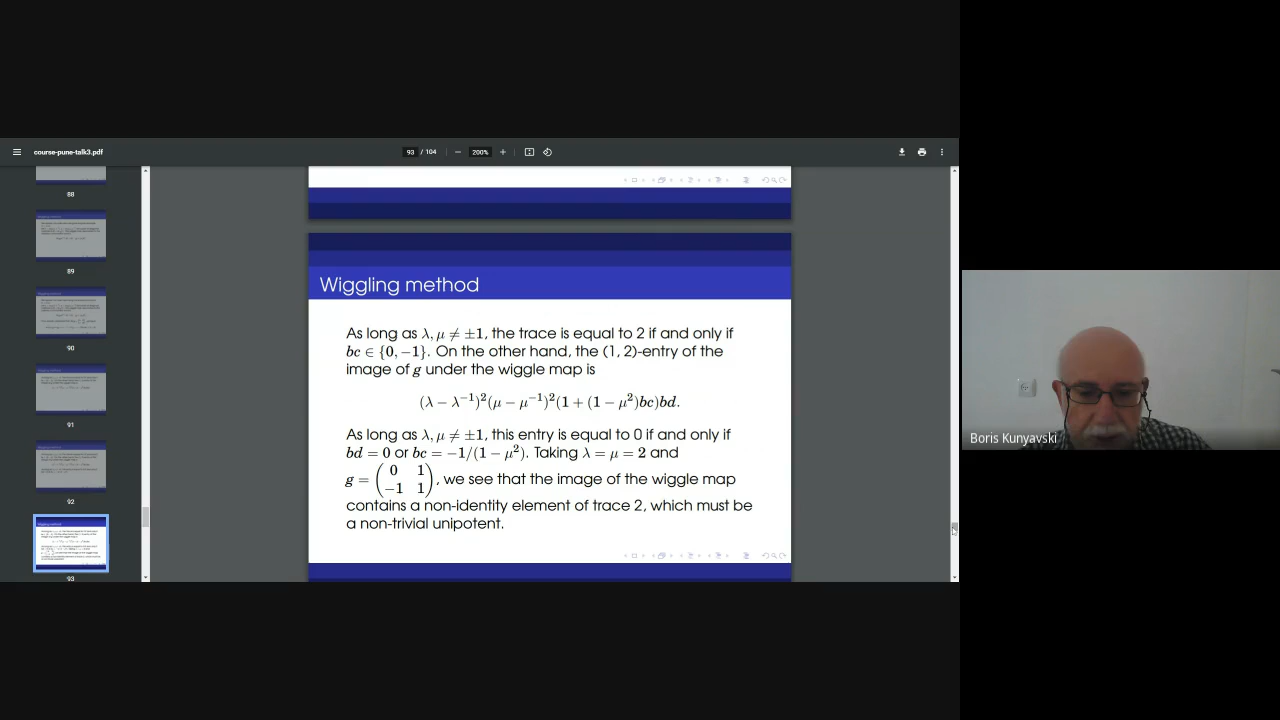 course-pune-talk3.pdf
93 / 104
200%
88
89
90
91
92
93
Wiggling method
As long as λ, μ ≠ ±1, the trace is equal to 2 if and only if
bc ∈ {0, −1}. On the other hand, the (1, 2)-entry of the
image of g under the wiggle map is
(λ − λ⁻¹)²(μ − μ⁻¹)²(1 + (1 − μ²)bc)bd.
As long as λ, μ ≠ ±1, this entry is equal to 0 if and only if
bd = 0 or bc = −1/(1 − μ²). Taking λ = μ = 2 and
g = ( 0 1
−1 1 ), we see that the image of the wiggle map
contains a non-identity element of trace 2, which must be
a non-trivial unipotent.
Boris Kunyavski